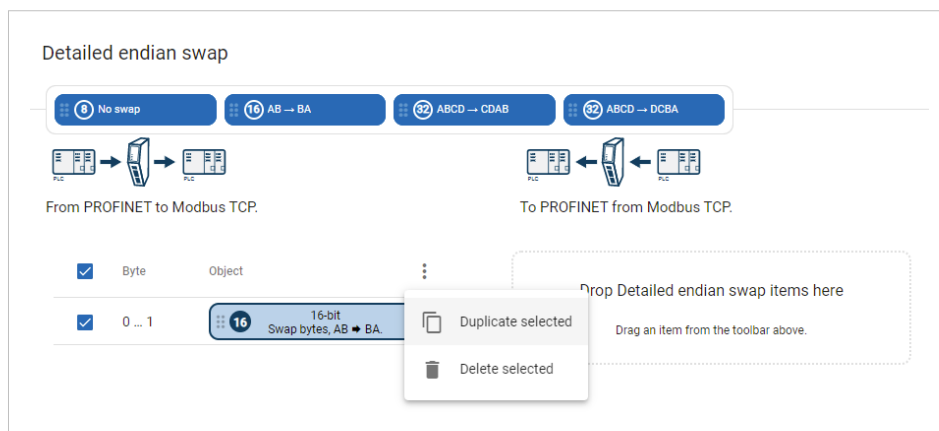 Detailed endian swap
8 No swap
16 AB → BA
32 ABCD → CDAB
32 ABCD → DCBA
PLC PLC
PLC PLC
From PROFINET to Modbus TCP.
To PROFINET from Modbus TCP.
Byte Object
0 ... 1
16 16-bit
Swap bytes, AB ➡ BA.
Duplicate selected
Delete selected
Drop Detailed endian swap items here
Drag an item from the toolbar above.